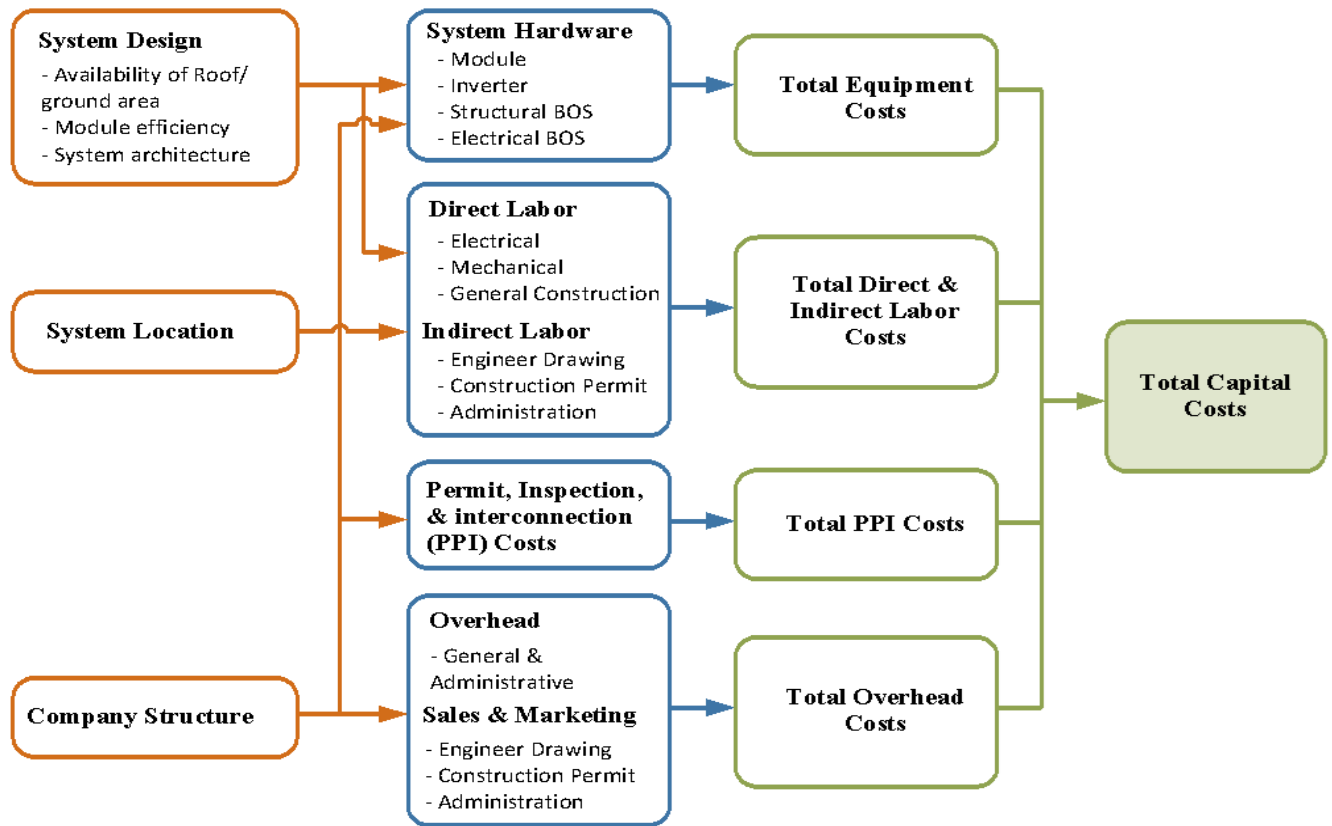 System Design
- Availability of Roof/
ground area
- Module efficiency
- System architecture
System Location
Company Structure
System Hardware
- Module
- Inverter
- Structural BOS
- Electrical BOS
Direct Labor
- Electrical
- Mechanical
- General Construction
Indirect Labor
- Engineer Drawing
- Construction Permit
- Administration
Permit, Inspection,
& interconnection
(PPI) Costs
Overhead
- General &
Administrative
Sales & Marketing
- Engineer Drawing
- Construction Permit
- Administration
Total Equipment
Costs
Total Direct &
Indirect Labor
Costs
Total PPI Costs
Total Overhead
Costs
Total Capital
Costs